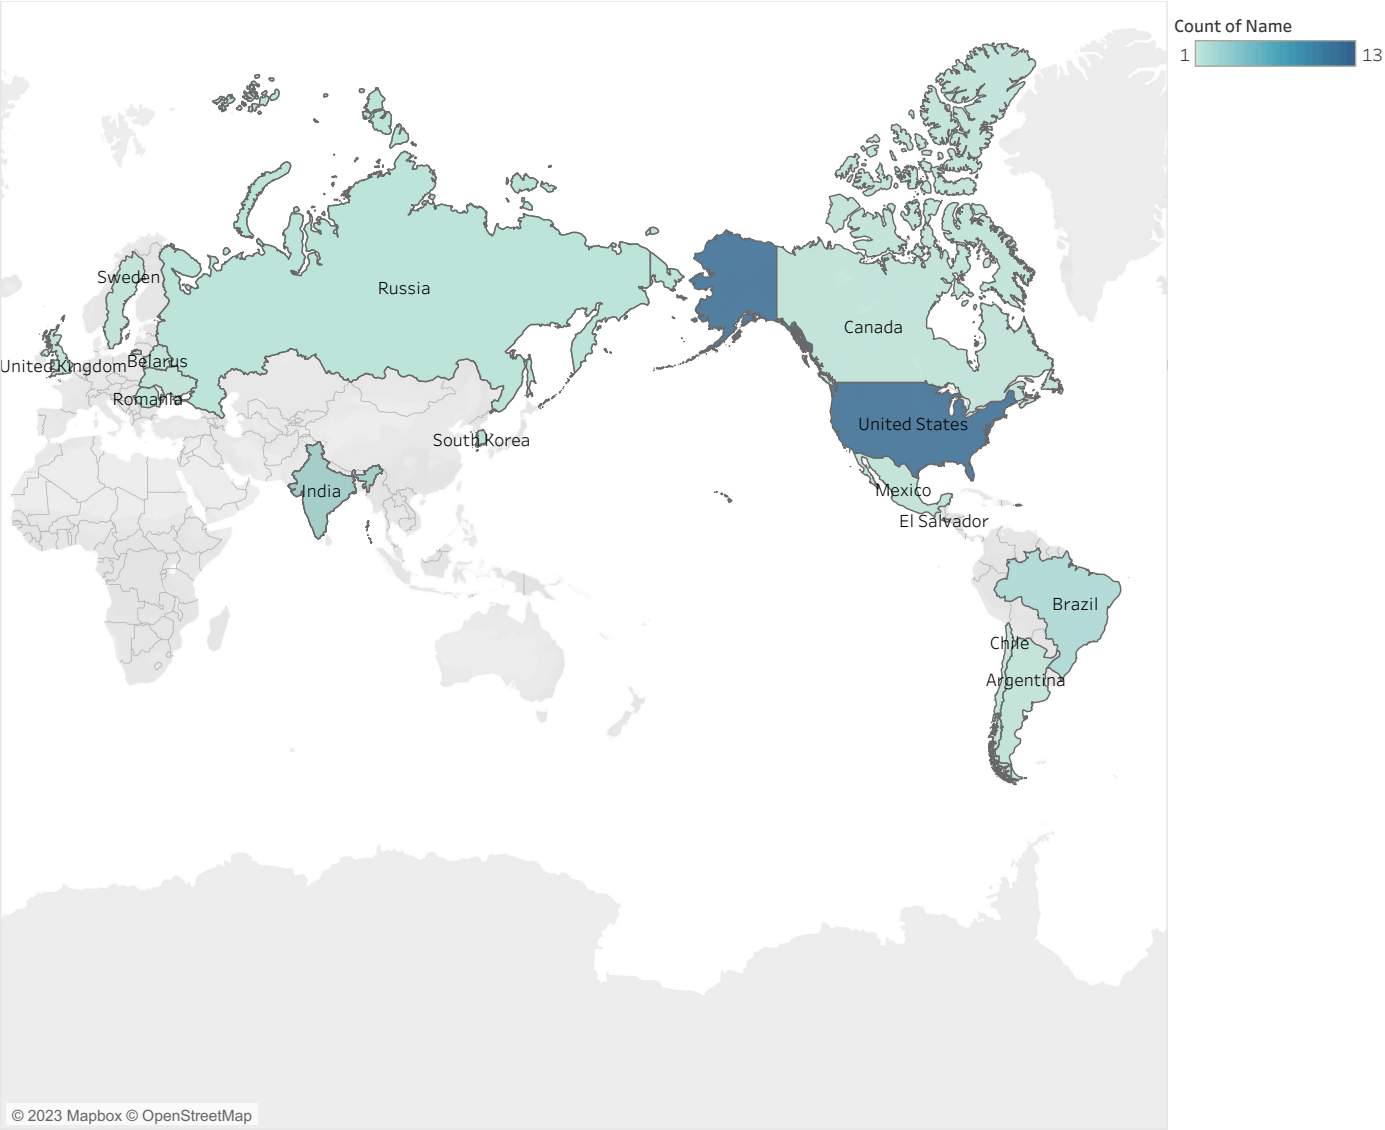 Count of Name
1 13
Sweden
Russia
Canada
United Kingdom
Belarus
Romania
United States
South Korea
India
Mexico
El Salvador
Brazil
Chile
Argentina
© 2023 Mapbox © OpenStreetMap